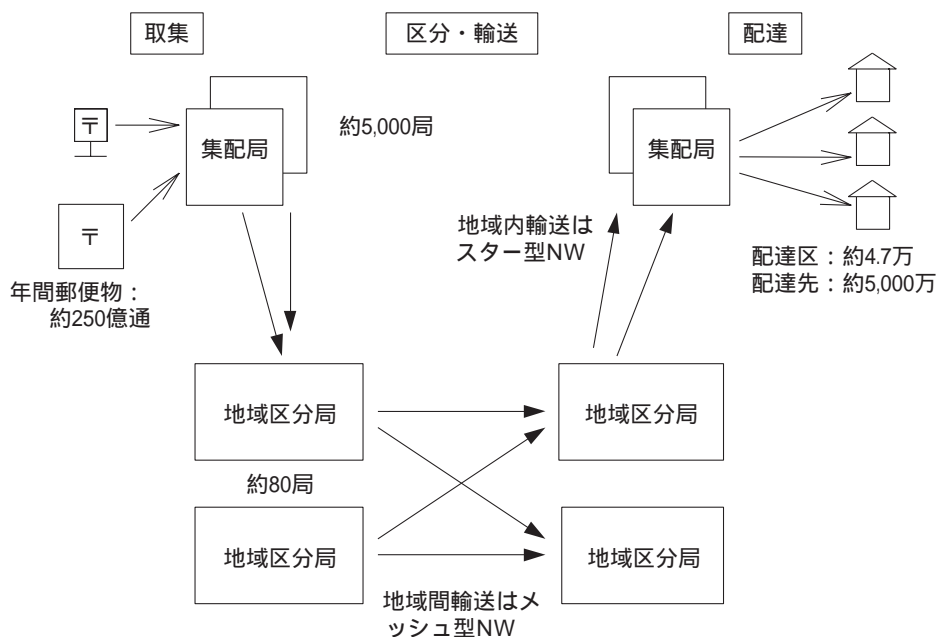 取集
区分・輸送
配達
〒
集配局
約5,000局
集配局
〒
年間郵便物：
約250億通
地域内輸送は
スター型NW
配達区：約4.7万
配達先：約5,000万
地域区分局
地域区分局
約80局
地域区分局
地域区分局
地域間輸送はメ
ッシュ型NW